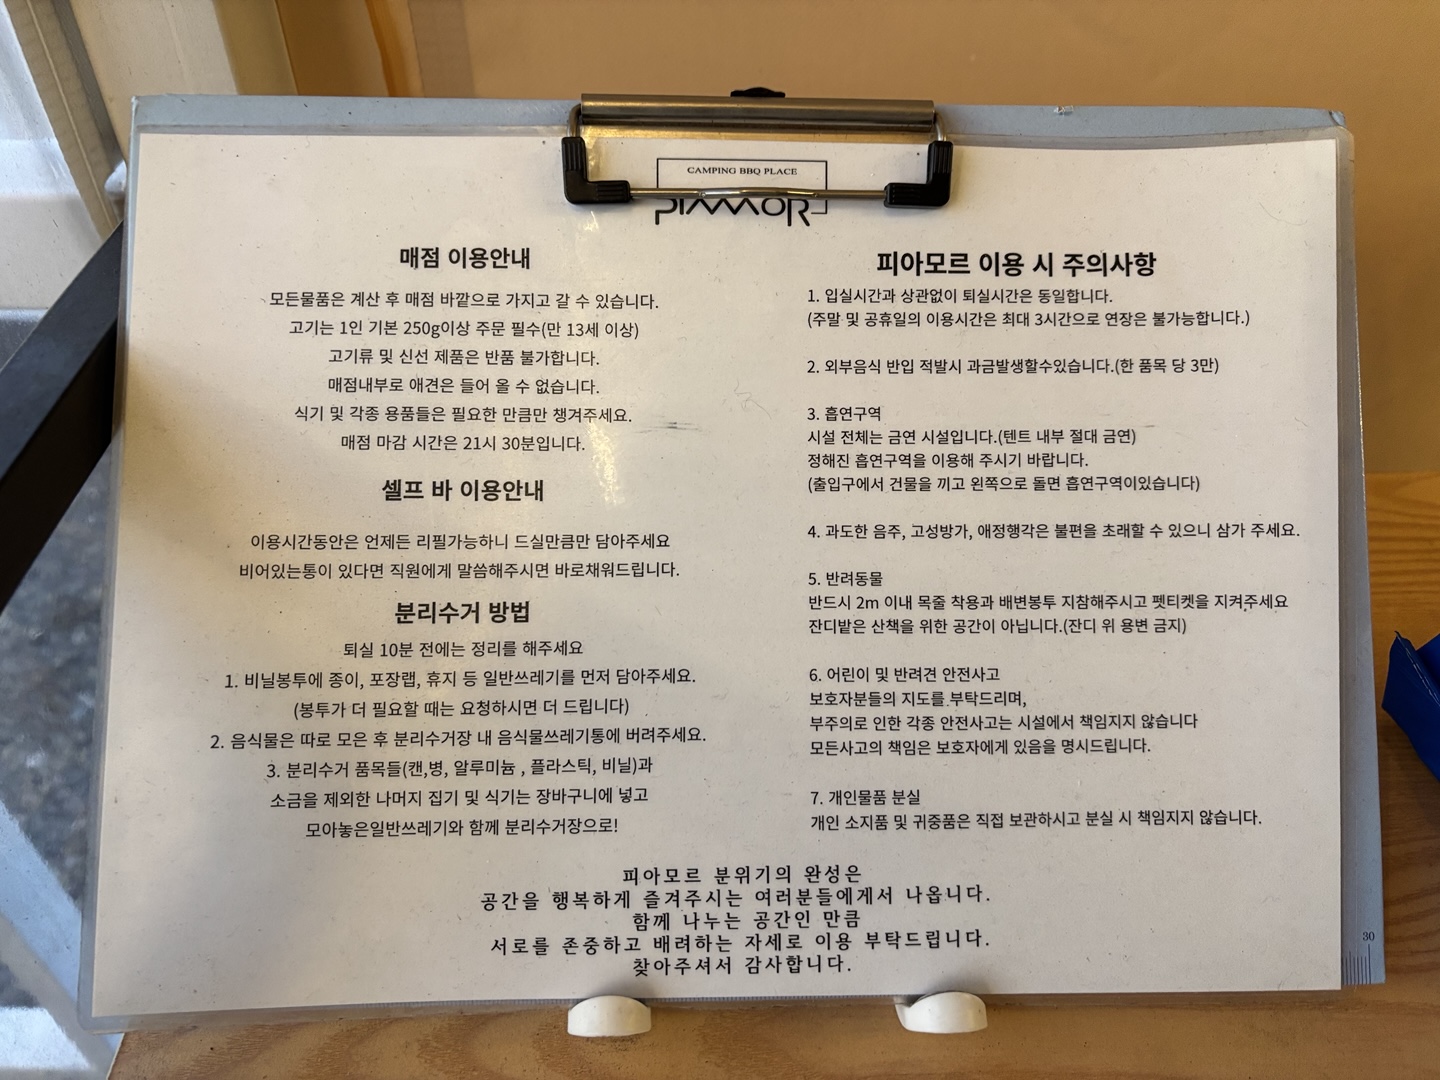 CAMPING BBQ PLACE
PIAMOR
매점 이용안내
모든물품은 계산 후 매점 바깥으로 가지고 갈 수 있습니다.
고기는 1인 기본 250g이상 주문 필수(만 13세 이상)
고기류 및 신선 제품은 반품 불가합니다.
매점내부로 애견은 들어 올 수 없습니다.
식기 및 각종 용품들은 필요한 만큼만 챙겨주세요.
매점 마감 시간은 21시 30분입니다.
셀프 바 이용안내
이용시간동안은 언제든 리필가능하니 드실만큼만 담아주세요
비어있는통이 있다면 직원에게 말씀해주시면 바로채워드립니다.
분리수거 방법
퇴실 10분 전에는 정리를 해주세요
1. 비닐봉투에 종이, 포장랩, 휴지 등 일반쓰레기를 먼저 담아주세요.
(봉투가 더 필요할 때는 요청하시면 더 드립니다)
2. 음식물은 따로 모은 후 분리수거장 내 음식물쓰레기통에 버려주세요.
3. 분리수거 품목들(캔,병, 알루미늄 , 플라스틱, 비닐)과
소금을 제외한 나머지 집기 및 식기는 장바구니에 넣고
모아놓은일반쓰레기와 함께 분리수거장으로!
피아모르 이용 시 주의사항
1. 입실시간과 상관없이 퇴실시간은 동일합니다.
(주말 및 공휴일의 이용시간은 최대 3시간으로 연장은 불가능합니다.)
2. 외부음식 반입 적발시 과금발생할수있습니다.(한 품목 당 3만)
3. 흡연구역
시설 전체는 금연 시설입니다.(텐트 내부 절대 금연)
정해진 흡연구역을 이용해 주시기 바랍니다.
(출입구에서 건물을 끼고 왼쪽으로 돌면 흡연구역이있습니다)
4. 과도한 음주, 고성방가, 애정행각은 불편을 초래할 수 있으니 삼가 주세요.
5. 반려동물
반드시 2m 이내 목줄 착용과 배변봉투 지참해주시고 펫티켓을 지켜주세요
잔디밭은 산책을 위한 공간이 아닙니다.(잔디 위 용변 금지)
6. 어린이 및 반려견 안전사고
보호자분들의 지도를 부탁드리며,
부주의로 인한 각종 안전사고는 시설에서 책임지지 않습니다
모든사고의 책임은 보호자에게 있음을 명시드립니다.
7. 개인물품 분실
개인 소지품 및 귀중품은 직접 보관하시고 분실 시 책임지지 않습니다.
피아모르 분위기의 완성은
공간을 행복하게 즐겨주시는 여러분들에게서 나옵니다.
함께 나누는 공간인 만큼
서로를 존중하고 배려하는 자세로 이용 부탁드립니다.
찾아주셔서 감사합니다.
30